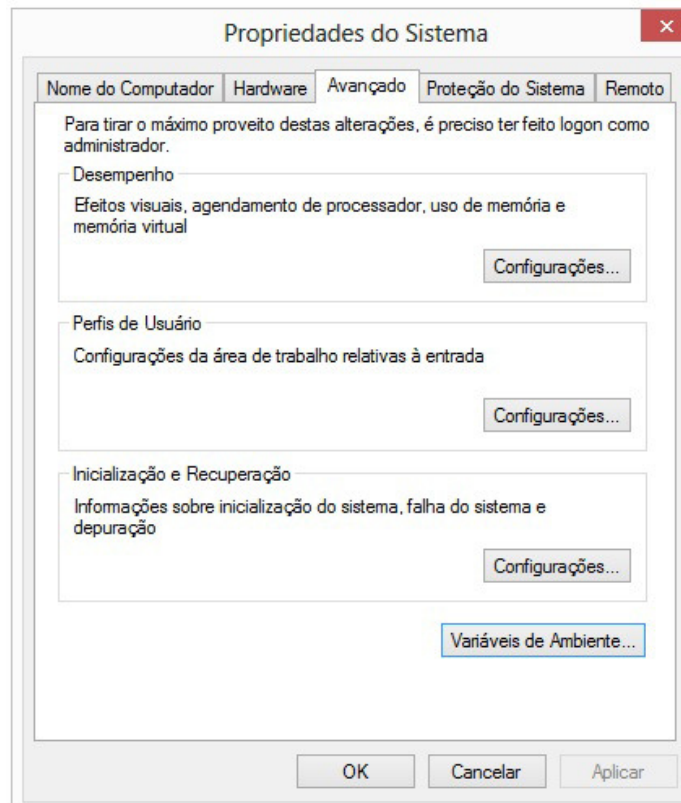 Propriedades do Sistema
Nome do Computador Hardware Avançado Proteção do Sistema Remoto
Para tirar o máximo proveito destas alterações, é preciso ter feito logon como
administrador.
Desempenho
Efeitos visuais, agendamento de processador, uso de memória e
memória virtual
Configurações...
Perfis de Usuário
Configurações da área de trabalho relativas à entrada
Configurações...
Inicialização e Recuperação
Informações sobre inicialização do sistema, falha do sistema e
depuração
Configurações...
Variáveis de Ambiente...
OK Cancelar Aplicar